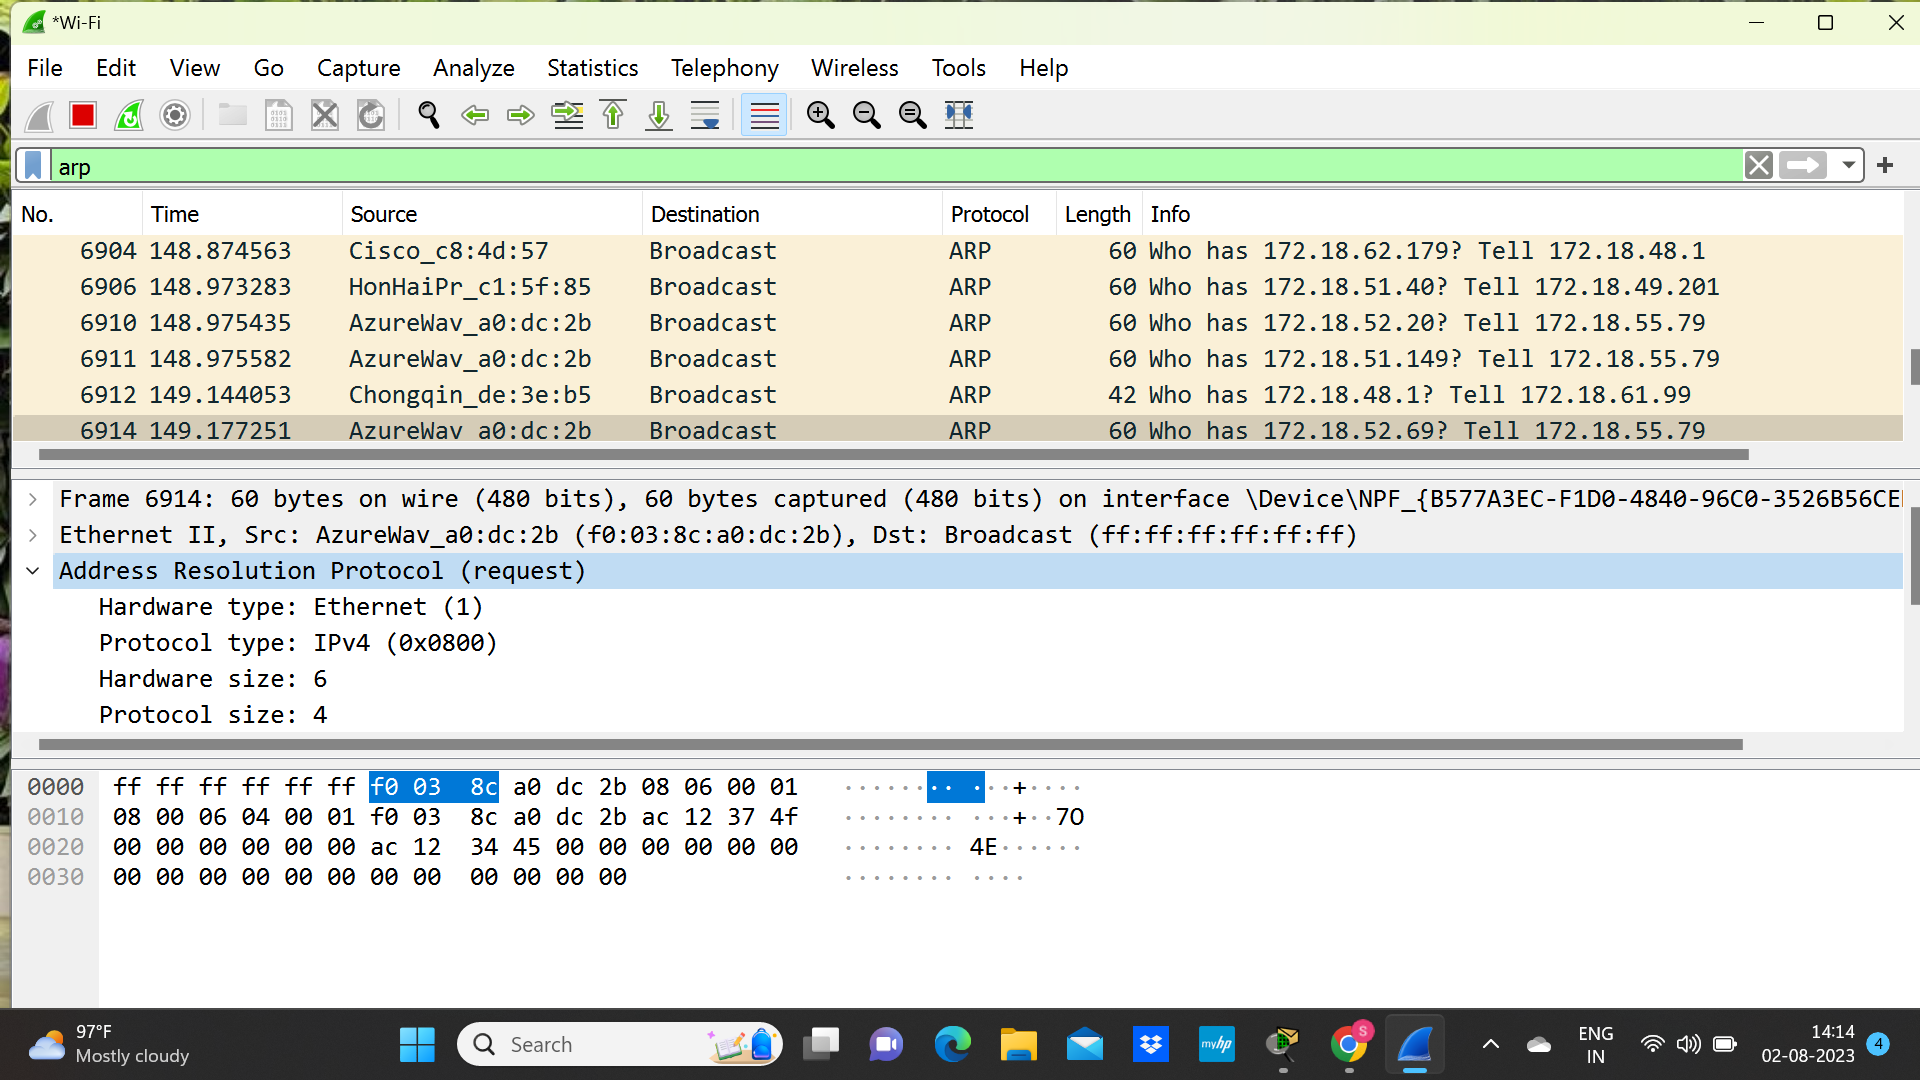 *Wi-Fi
File Edit View Go Capture Analyze Statistics Telephony Wireless Tools Help
arp
No. Time Source Destination Protocol Length Info
6904 148.874563 Cisco_c8:4d:57 Broadcast ARP 60 Who has 172.18.62.179? Tell 172.18.48.1
6906 148.973283 HonHaiPr_c1:5f:85 Broadcast ARP 60 Who has 172.18.51.40? Tell 172.18.49.201
6910 148.975435 AzureWav_a0:dc:2b Broadcast ARP 60 Who has 172.18.52.20? Tell 172.18.55.79
6911 148.975582 AzureWav_a0:dc:2b Broadcast ARP 60 Who has 172.18.51.149? Tell 172.18.55.79
6912 149.144053 Chongqin_de:3e:b5 Broadcast ARP 42 Who has 172.18.48.1? Tell 172.18.61.99
6914 149.177251 AzureWav_a0:dc:2b Broadcast ARP 60 Who has 172.18.52.69? Tell 172.18.55.79
Frame 6914: 60 bytes on wire (480 bits), 60 bytes captured (480 bits) on interface \Device\NPF_{B577A3EC-F1D0-4840-96C0-3526B56CE
Ethernet II, Src: AzureWav_a0:dc:2b (f0:03:8c:a0:dc:2b), Dst: Broadcast (ff:ff:ff:ff:ff:ff)
Address Resolution Protocol (request)
Hardware type: Ethernet (1)
Protocol type: IPv4 (0x0800)
Hardware size: 6
Protocol size: 4
0000 ff ff ff ff ff ff f0 03 8c a0 dc 2b 08 06 00 01 ········ ···+····
0010 08 00 06 04 00 01 f0 03 8c a0 dc 2b ac 12 37 4f ········ ···+··7O
0020 00 00 00 00 00 00 ac 12 34 45 00 00 00 00 00 00 ········ 4E······
0030 00 00 00 00 00 00 00 00 00 00 00 00 ········ ····
97°F
Mostly cloudy
Search
myhp
S
ENG
IN
14:14
02-08-2023
4